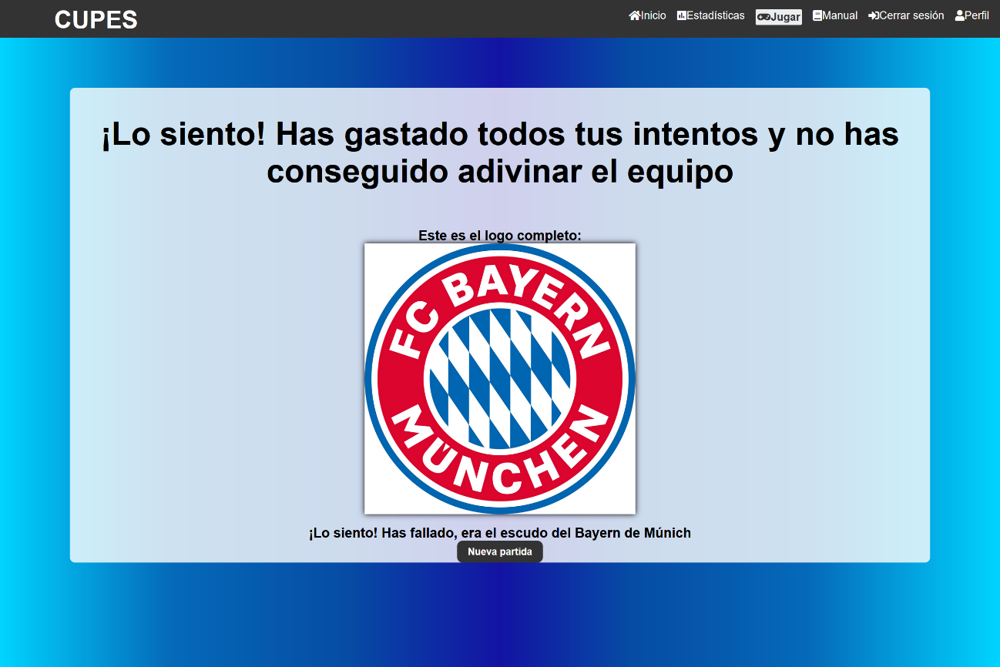 CUPES
Inicio Estadísticas Jugar Manual Cerrar sesión Perfil
¡Lo siento! Has gastado todos tus intentos y no has
conseguido adivinar el equipo
Este es el logo completo:
FC BAYERN
MÜNCHEN
¡Lo siento! Has fallado, era el escudo del Bayern de Múnich
Nueva partida